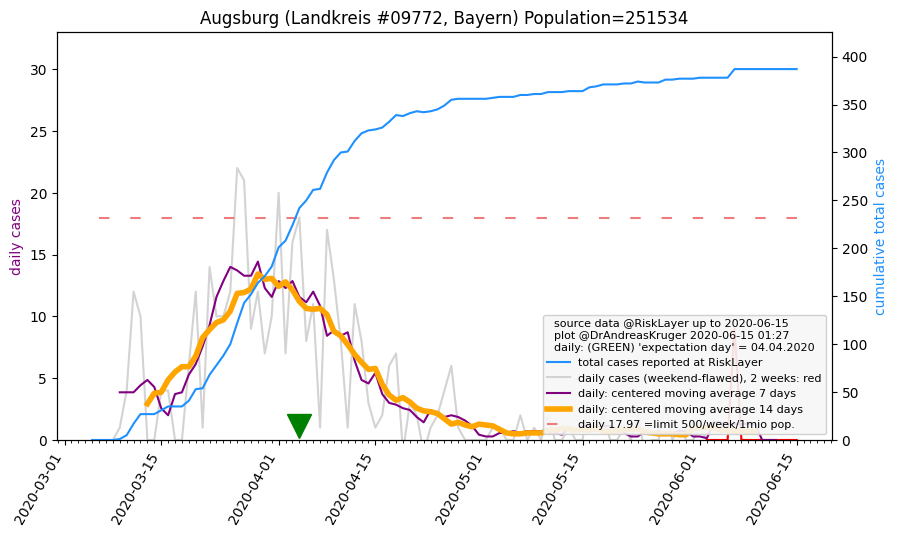 Augsburg (Landkreis #09772, Bayern) Population=251534
daily cases
30
25
20
15
10
5
0
400
350
300
250
200
150
100
50
0
cumulative total cases
source data @RiskLayer up to 2020-06-15
plot @DrAndreasKruger 2020-06-15 01:27
daily: (GREEN) 'expectation day' = 04.04.2020
total cases reported at RiskLayer
daily cases (weekend-flawed), 2 weeks: red
daily: centered moving average 7 days
daily: centered moving average 14 days
daily 17.97 =limit 500/week/1mio pop.
2020-03-01
2020-03-15
2020-04-01
2020-04-15
2020-05-01
2020-05-15
2020-06-01
2020-06-15